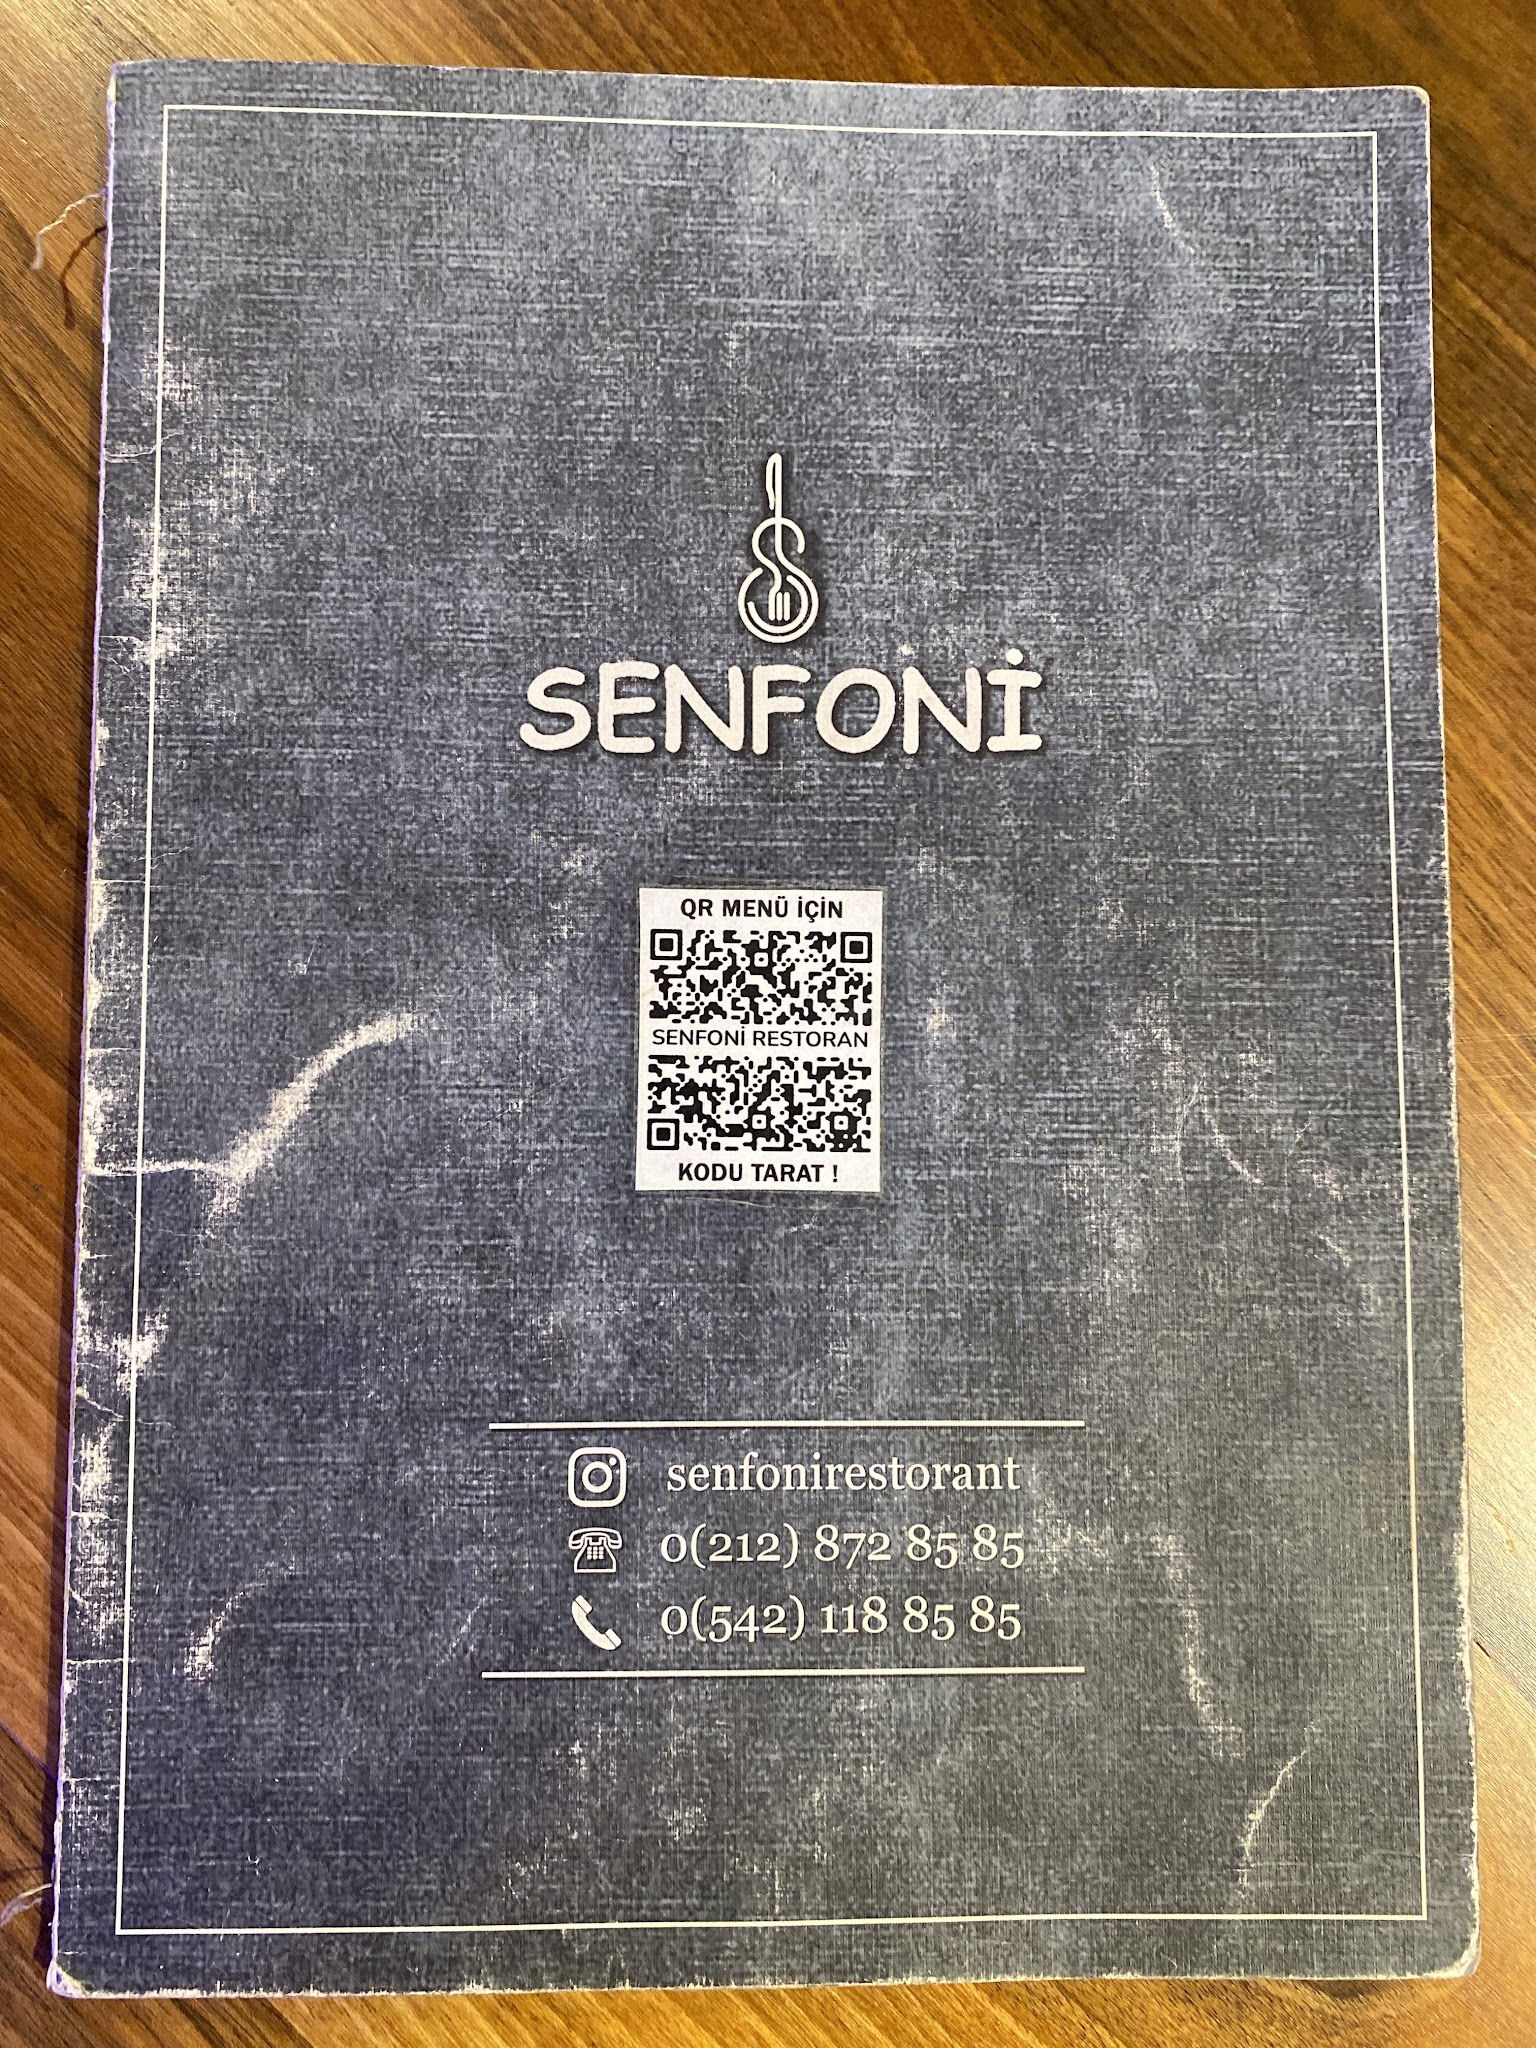 SENFONİ
QR MENÜ İÇİN
SENFONİ RESTORAN
KODU TARAT !
senfonirestorant
0(212) 872 85 85
0(542) 118 85 85